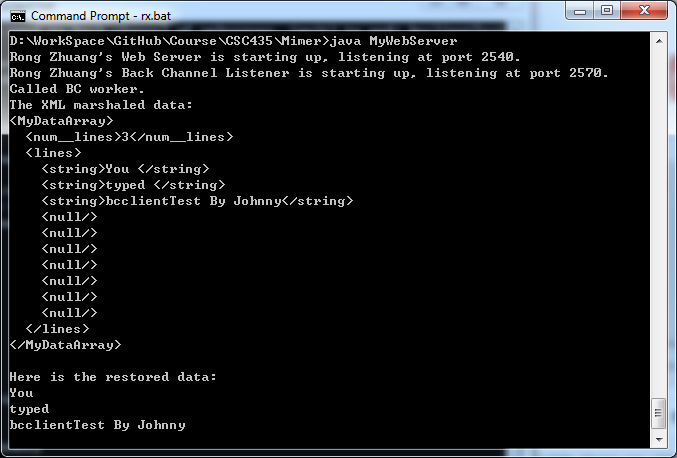 Command Prompt - rx.bat
D:\WorkSpace\GitHub\Course\CSC435\Mimer>java MyWebServer
Rong Zhuang's Web Server is starting up, listening at port 2540.
Rong Zhuang's Back Channel Listener is starting up, listening at port 2570.
Called BC worker.
The XML marshaled data:
<MyDataArray>
  <num__lines>3</num__lines>
  <lines>
    <string>You </string>
    <string>typed </string>
    <string>bcclientTest By Johnny</string>
    <null/>
    <null/>
    <null/>
    <null/>
    <null/>
    <null/>
    <null/>
  </lines>
</MyDataArray>

Here is the restored data:
You
typed
bcclientTest By Johnny